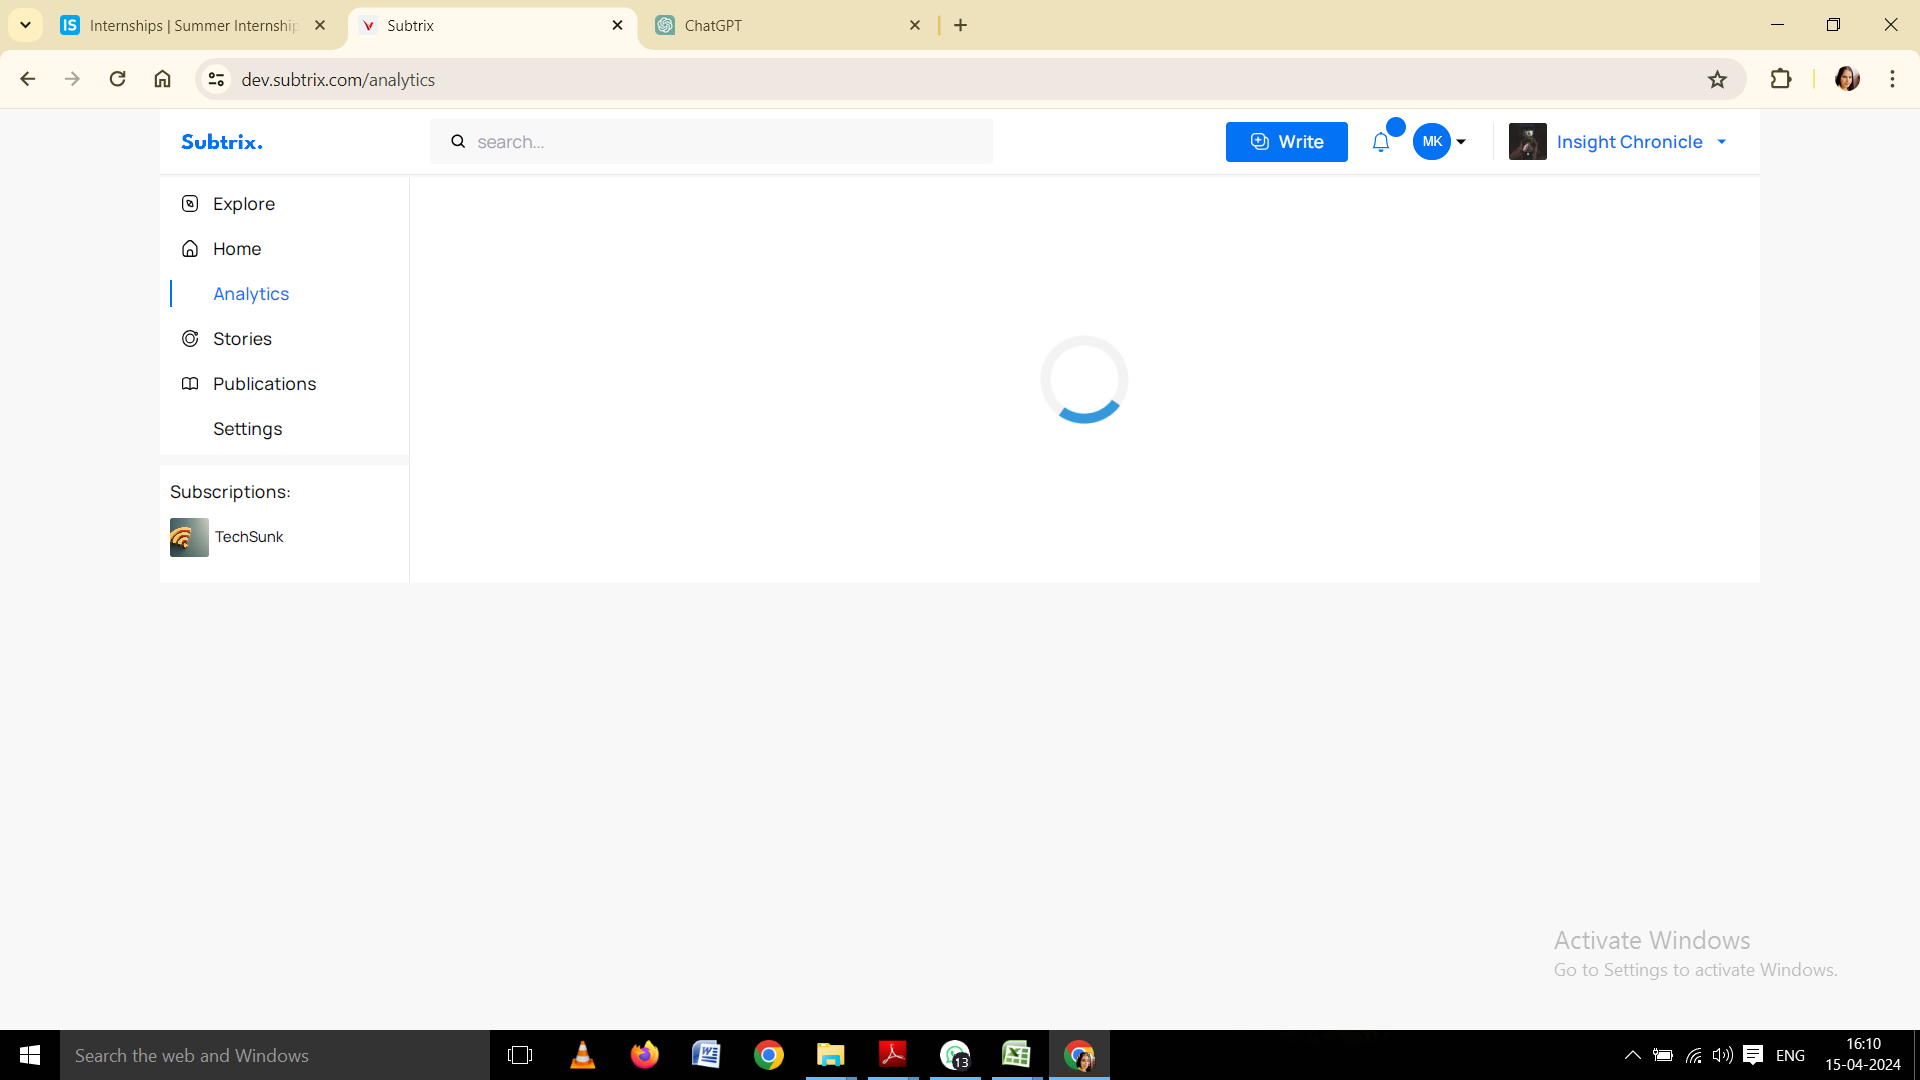 Internships | Summer Internship
Subtrix
ChatGPT
dev.subtrix.com/analytics
Subtrix.
search...
Write
MK
Insight Chronicle
Explore
Home
Analytics
Stories
Publications
Settings
Subscriptions:
TechSunk
Activate Windows
Go to Settings to activate Windows.
Search the web and Windows
13
ENG
16:10
15-04-2024